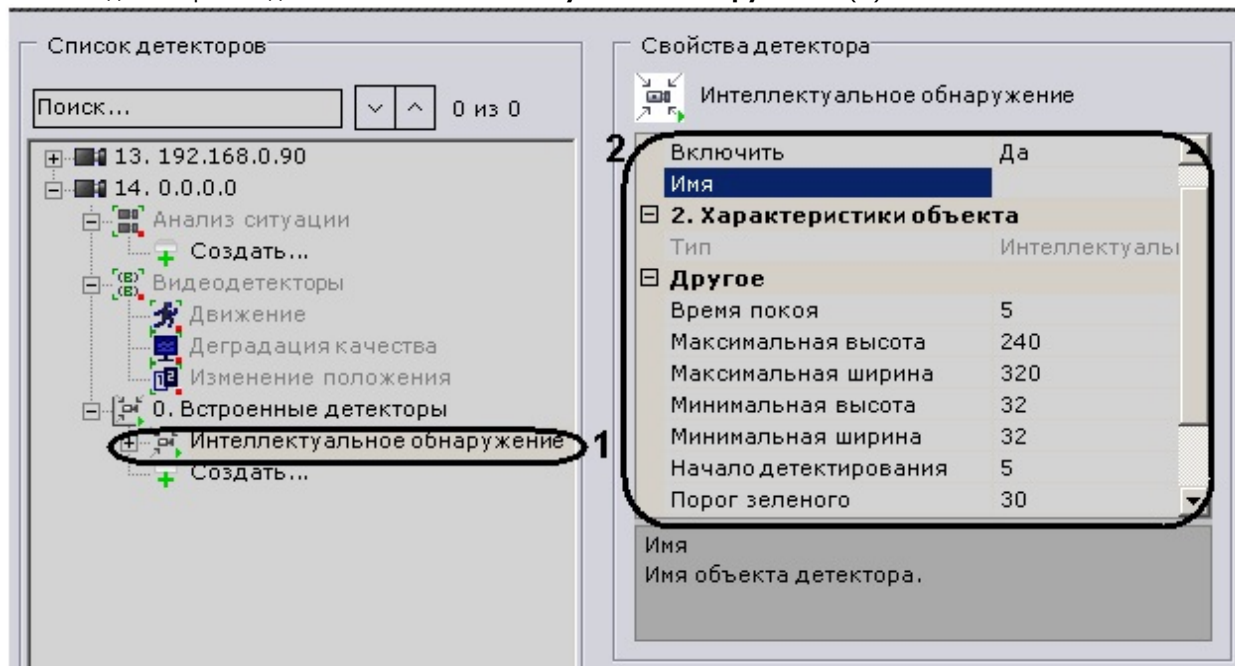 Список детекторов
Поиск...
0 из 0
13. 192.168.0.90
14. 0.0.0.0
Анализ ситуации
Создать...
Видеодетекторы
Движение
Деградация качества
Изменение положения
0. Встроенные детекторы
Интеллектуальное обнаружение 1
Создать...
Свойства детектора
Интеллектуальное обнаружение
2
Включить Да
Имя
2. Характеристики объекта
Тип Интеллектуаль
Другое
Время покоя 5
Максимальная высота 240
Максимальная ширина 320
Минимальная высота 32
Минимальная ширина 32
Начало детектирования 5
Порог зеленого 30
Имя
Имя объекта детектора.